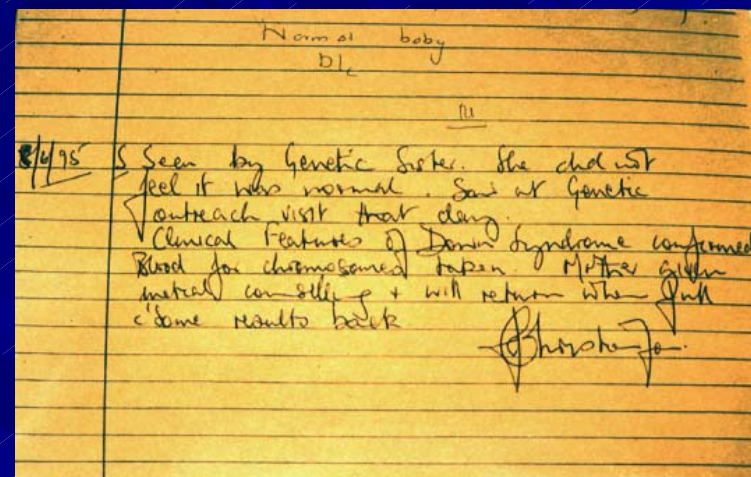 Normal baby
D/c
8/6/95 S Seen by Genetic Sister. She did not
feel it was normal. Saw at Genetic
outreach visit that day.
Clinical Features of Down Syndrome confirmed
Blood for chromosomes taken. Mother given
initial counselling + will return when
c'some results back